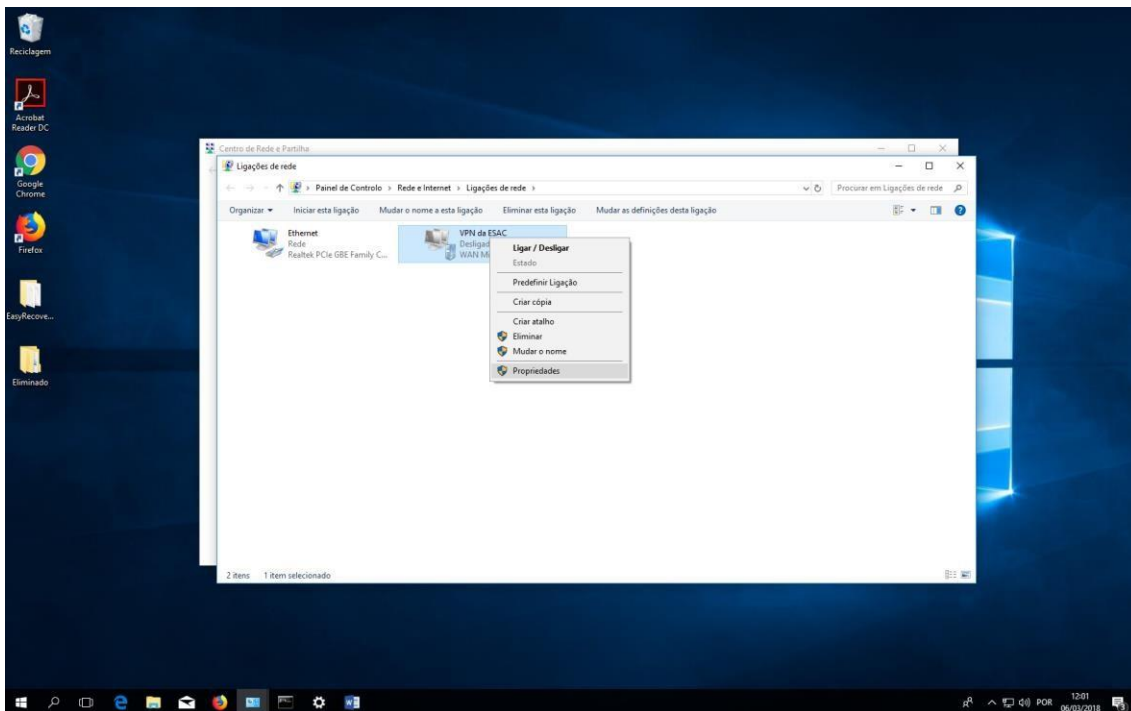 Reciclagem
Acrobat
Reader DC
Google
Chrome
Firefox
EasyRecove...
Eliminado
Centro de Rede e Partilha
Ligações de rede
Painel de Controlo > Rede e Internet > Ligações de rede >
Procurar em Ligações de rede
Organizar
Iniciar esta ligação
Mudar o nome a esta ligação
Eliminar esta ligação
Mudar as definições desta ligação
Ethernet
Rede
Realtek PCIe GBE Family C...
VPN da ESAC
Desligad
WAN Mi
Ligar / Desligar
Estado
Predefinir Ligação
Criar cópia
Criar atalho
Eliminar
Mudar o nome
Propriedades
2 itens 1 item selecionado
POR
12:01
06/03/2018